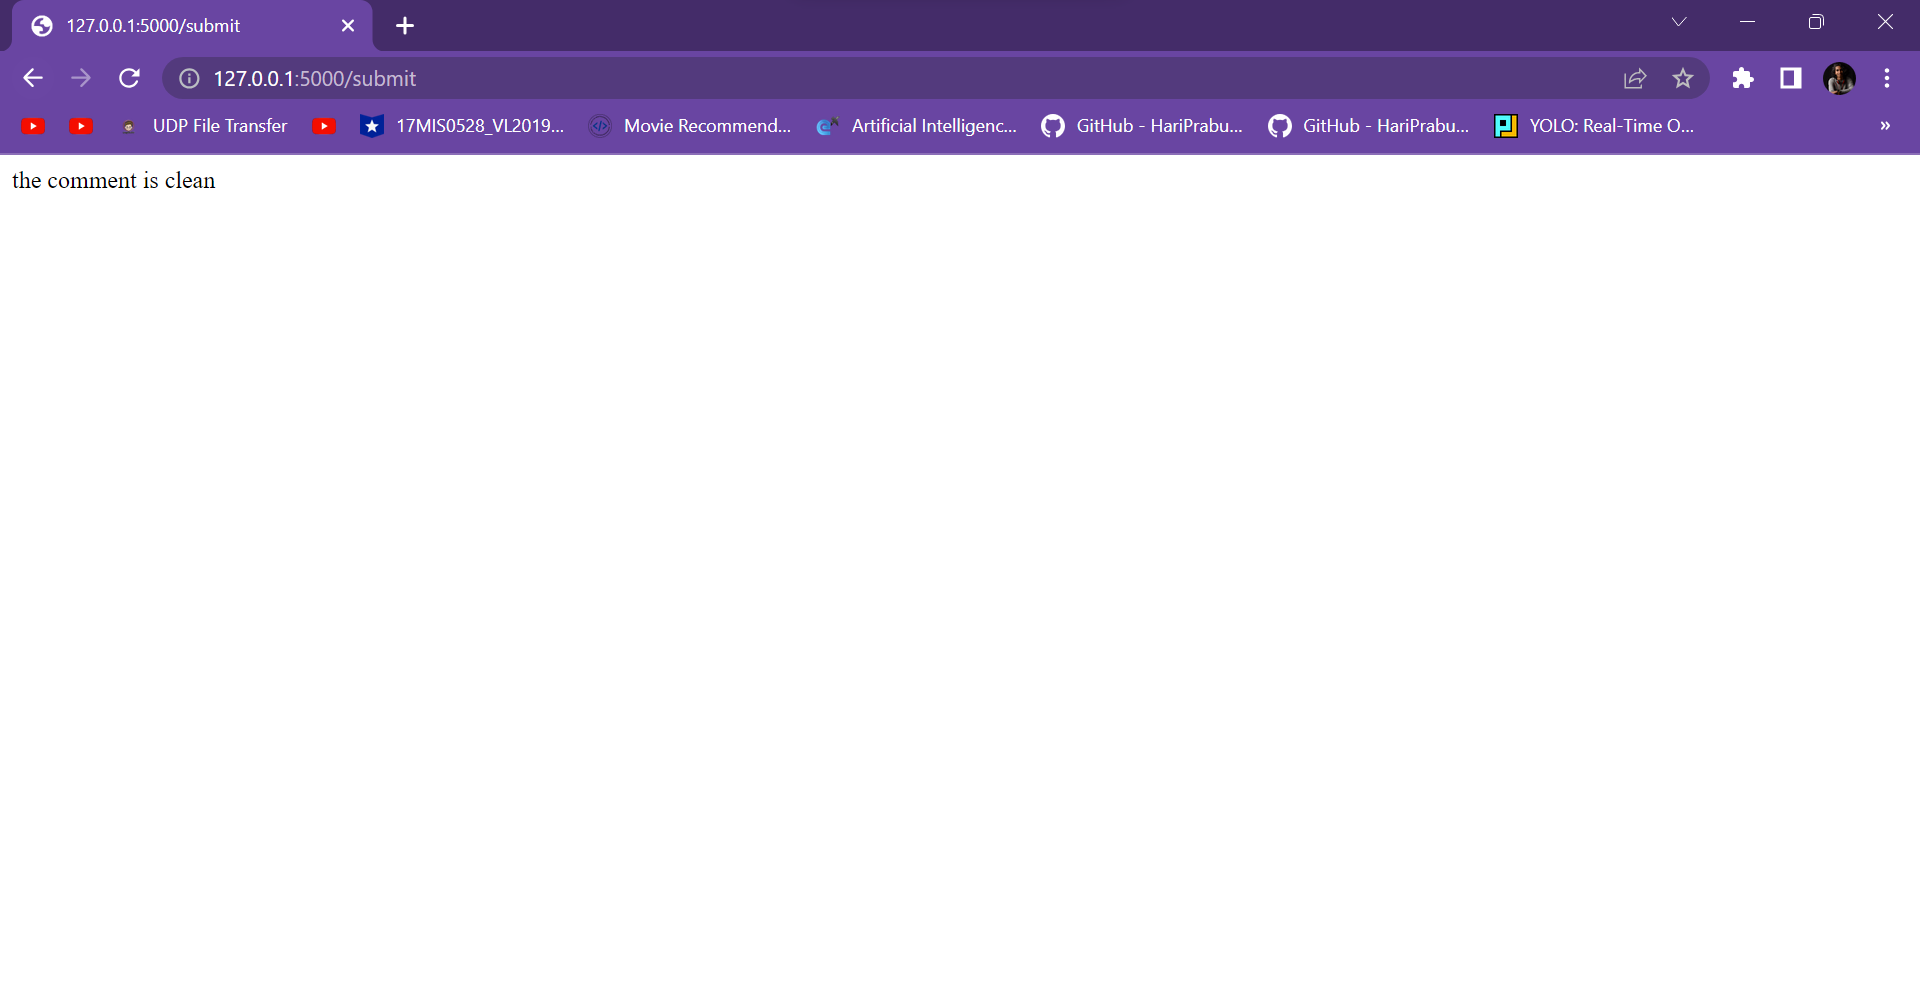 127.0.0.1:5000/submit
127.0.0.1:5000/submit
UDP File Transfer 17MIS0528_VL2019... Movie Recommend... Artificial Intelligenc... GitHub - HariPrabu... GitHub - HariPrabu... YOLO: Real-Time O... »
the comment is clean